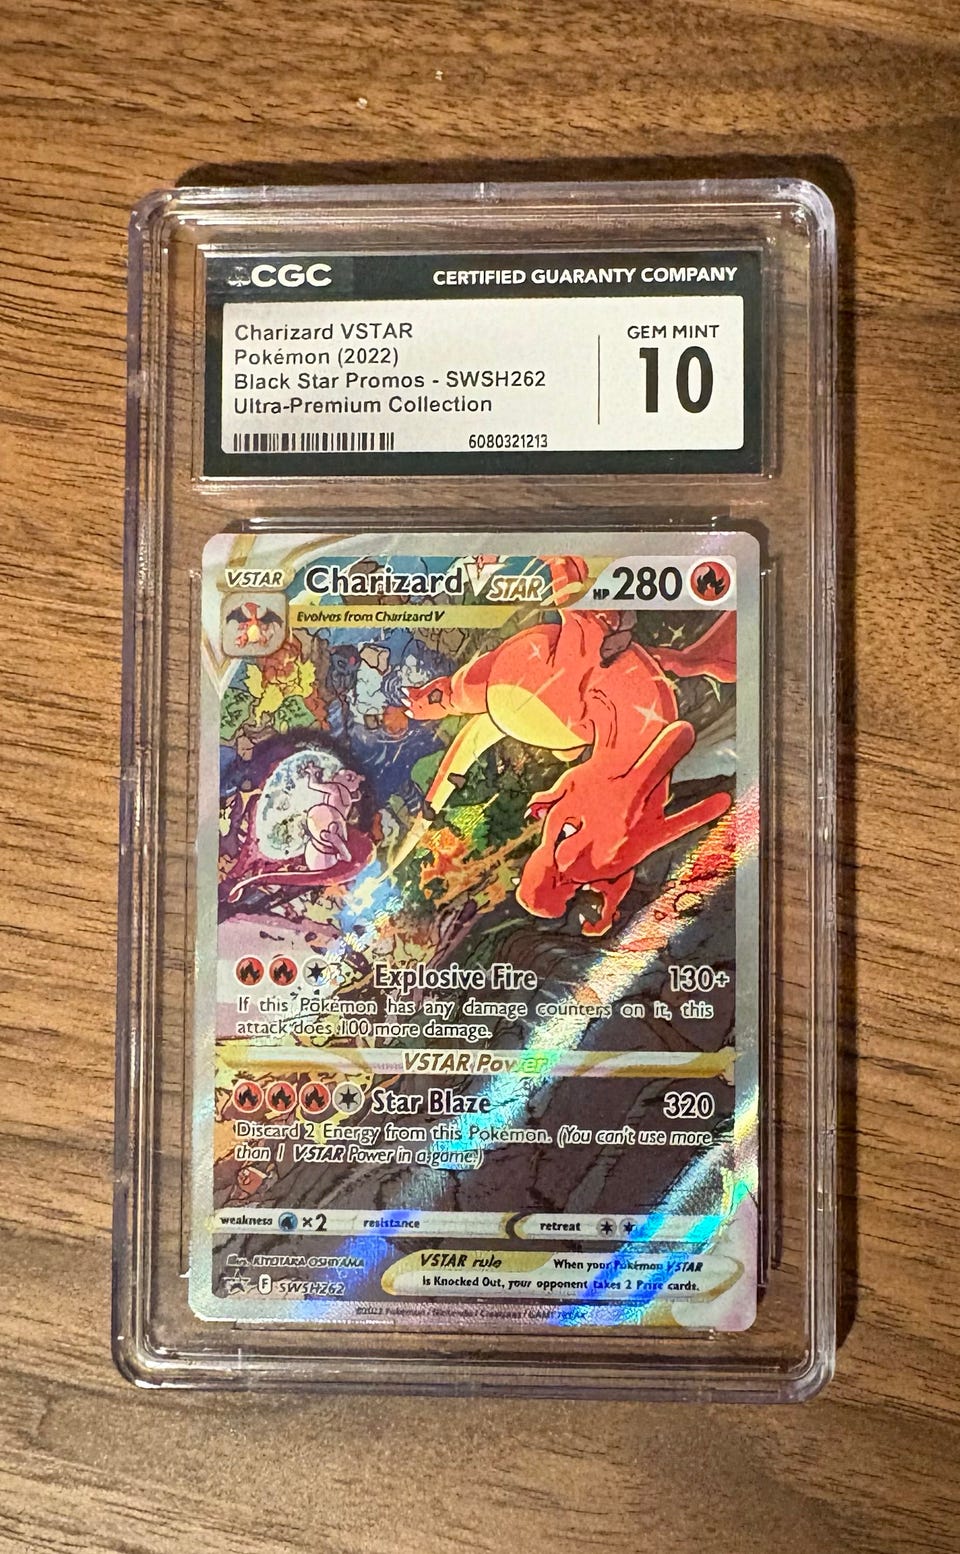 CGC CERTIFIED GUARANTY COMPANY
Charizard VSTAR
Pokémon (2022)
Black Star Promos - SWSH262
Ultra-Premium Collection
GEM MINT
10
6080321213
VSTAR Charizard VSTAR HP 280
Evolves from Charizard V
Explosive Fire 130+
If this Pokémon has any damage counters on it, this
attack does 100 more damage.
VSTAR Power
Star Blaze 320
Discard 2 Energy from this Pokémon. (You can't use more
than 1 VSTAR Power in a game.)
weakness ×2 resistance retreat
Illus. KIYOTAKA OSHIYAMA
F SWSH262
VSTAR rule When your Pokémon VSTAR
is Knocked Out, your opponent takes 2 Prize cards.